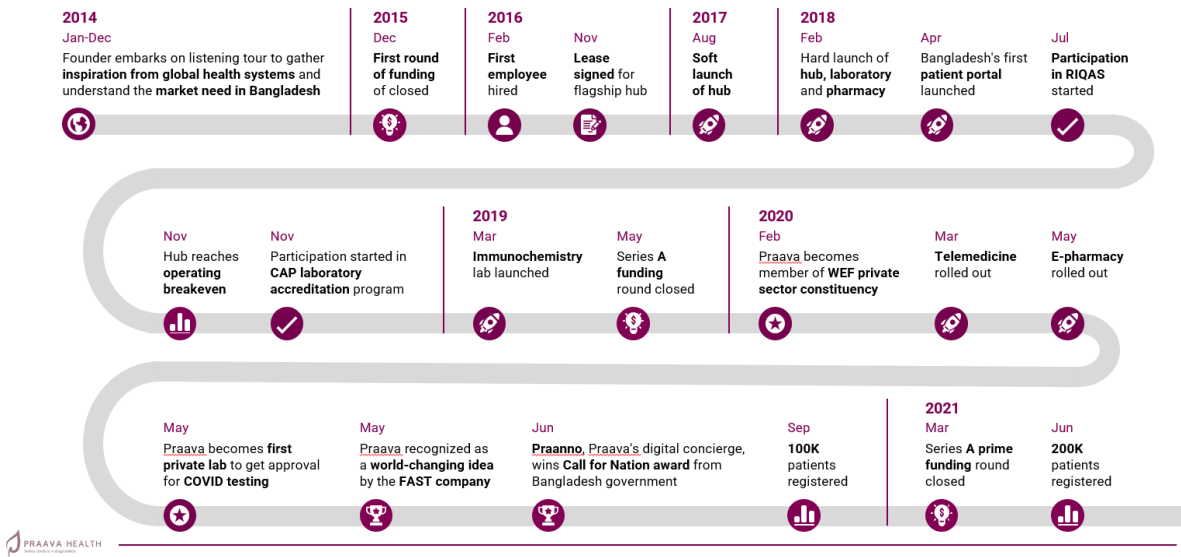 2014
Jan-Dec
Founder embarks on listening tour to gather
inspiration from global health systems and
understand the market need in Bangladesh
2015
Dec
First round
of funding
of closed
2016
Feb
First
employee
hired
Nov
Lease
signed for
flagship hub
2017
Aug
Soft
launch
of hub
2018
Feb
Hard launch of
hub, laboratory
and pharmacy
Apr
Bangladesh's first
patient portal
launched
Jul
Participation
in RIQAS
started
Nov
Hub reaches
operating
breakeven
Nov
Participation started in
CAP laboratory
accreditation program
2019
Mar
Immunochemistry
lab launched
May
Series A
funding
round closed
2020
Feb
Praava becomes
member of WEF private
sector constituency
Mar
Telemedicine
rolled out
May
E-pharmacy
rolled out
May
Praava becomes first
private lab to get approval
for COVID testing
May
Praava recognized as
a world-changing idea
by the FAST company
Jun
Praanno, Praava's digital concierge,
wins Call for Nation award from
Bangladesh government
Sep
100K
patients
registered
2021
Mar
Series A prime
funding round
closed
Jun
200K
patients
registered
PRAAVA HEALTH
family doctors + diagnostics